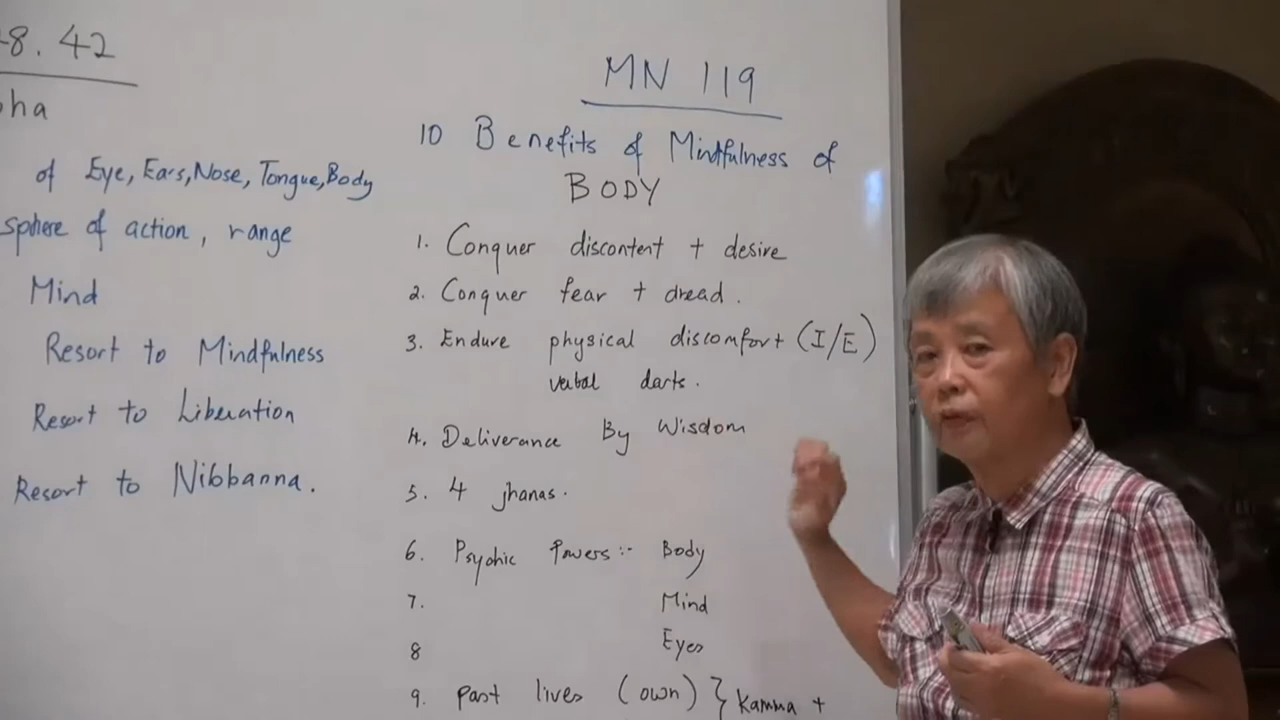 8.42
ha
of Eye, Ears, Nose, Tongue, Body
sphere of action, range
Mind
Resort to Mindfulness
Resort to Liberation
Resort to Nibbanna.
MN 119
10 Benefits of Mindfulness of
BODY
1. Conquer discontent + desire
2. Conquer fear + dread.
3. Endure physical discomfort (I/E)
verbal darts.
4. Deliverance By Wisdom
5. 4 jhanas.
6. Psychic Powers :- Body
7. Mind
8 Eyes
9. past lives (own) } Kamma +